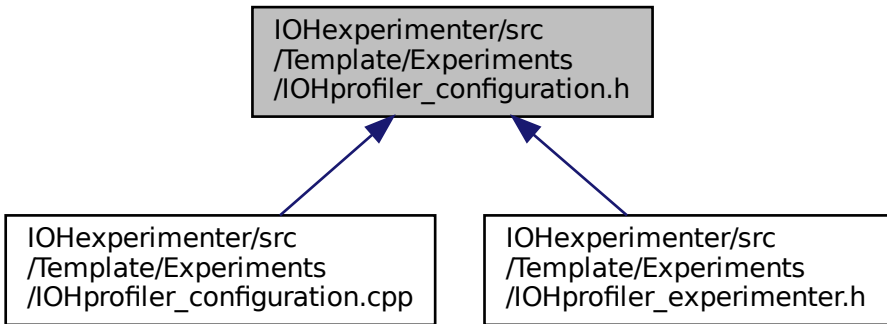 IOHexperimenter/src
/Template/Experiments
/IOHprofiler_configuration.h
IOHexperimenter/src
/Template/Experiments
/IOHprofiler_configuration.cpp
IOHexperimenter/src
/Template/Experiments
/IOHprofiler_experimenter.h